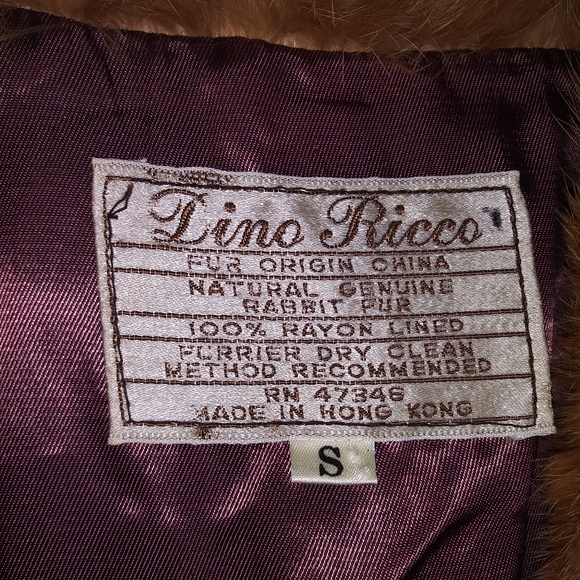 Dino Ricco
FUR ORIGIN CHINA
NATURAL GENUINE
RABBIT FUR
100% RAYON LINED
FURRIER DRY CLEAN
METHOD RECOMMENDED
RN 47346
MADE IN HONG KONG
S